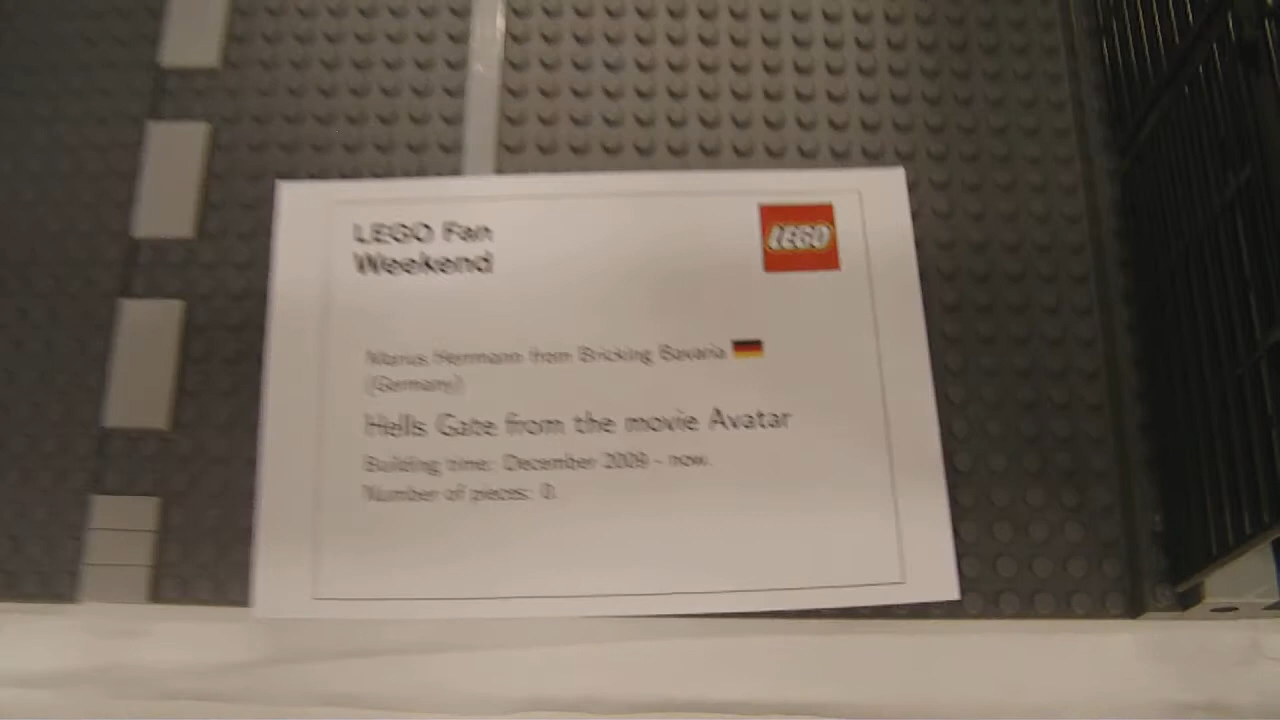 LEGO Fan
Weekend
LEGO
Marius Herrmann from Bricking Bavaria
(Germany)
Hells Gate from the movie Avatar
Building time: December 2009 - now.
Number of pieces: 0.